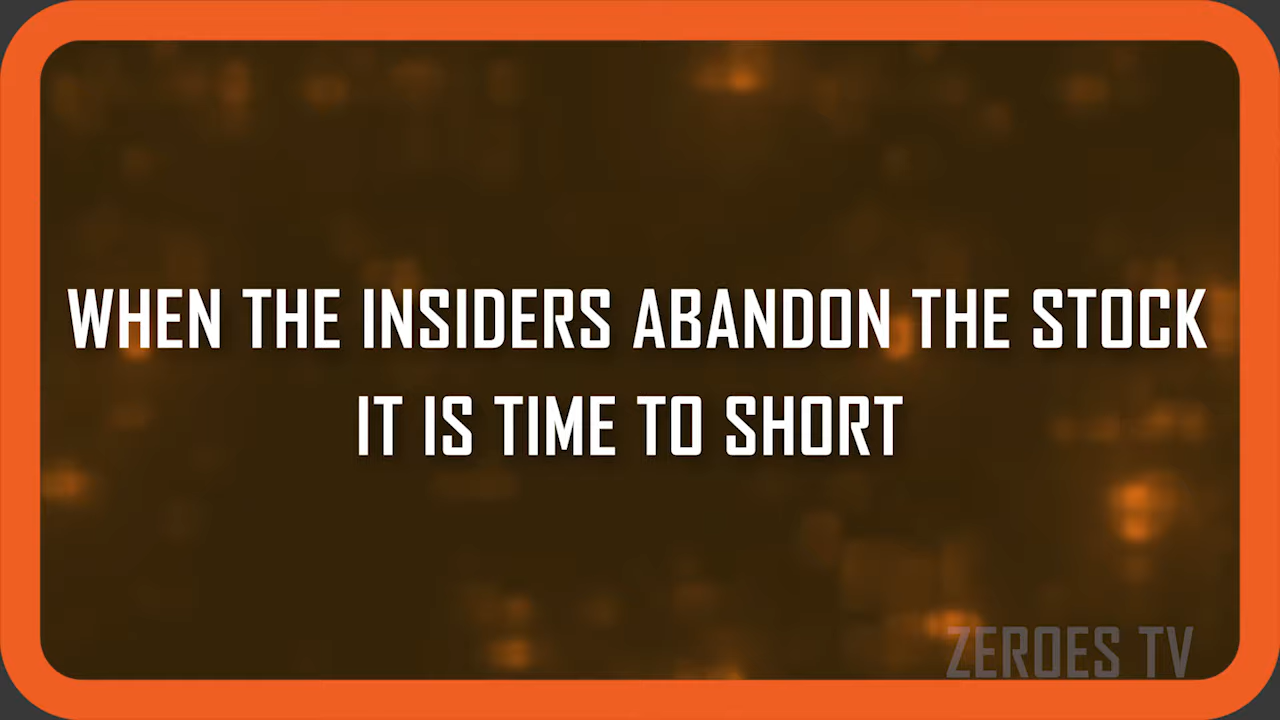 WHEN THE INSIDERS ABANDON THE STOCK
IT IS TIME TO SHORT
ZEROES TV